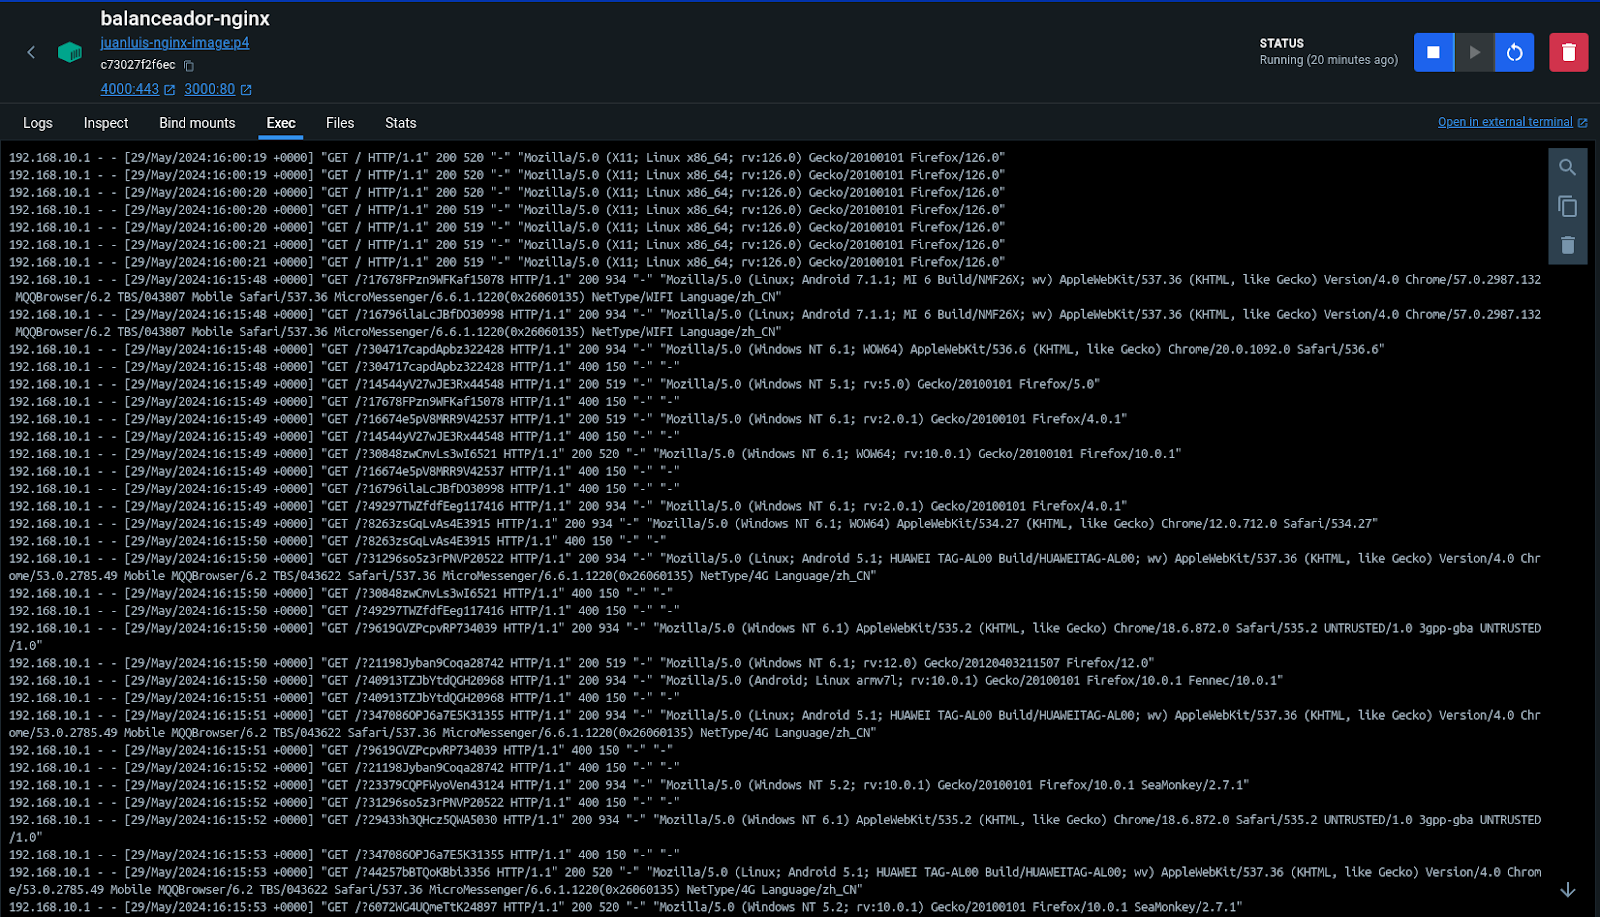 balanceador-nginx
juanluis-nginx-image:p4
c73027f2f6ec
4000:443 3000:80
STATUS
Running (20 minutes ago)
Logs Inspect Bind mounts Exec Files Stats
Open in external terminal
192.168.10.1 - - [29/May/2024:16:00:19 +0000] "GET / HTTP/1.1" 200 520 "-" "Mozilla/5.0 (X11; Linux x86_64; rv:126.0) Gecko/20100101 Firefox/126.0"
192.168.10.1 - - [29/May/2024:16:00:19 +0000] "GET / HTTP/1.1" 200 520 "-" "Mozilla/5.0 (X11; Linux x86_64; rv:126.0) Gecko/20100101 Firefox/126.0"
192.168.10.1 - - [29/May/2024:16:00:20 +0000] "GET / HTTP/1.1" 200 520 "-" "Mozilla/5.0 (X11; Linux x86_64; rv:126.0) Gecko/20100101 Firefox/126.0"
192.168.10.1 - - [29/May/2024:16:00:20 +0000] "GET / HTTP/1.1" 200 519 "-" "Mozilla/5.0 (X11; Linux x86_64; rv:126.0) Gecko/20100101 Firefox/126.0"
192.168.10.1 - - [29/May/2024:16:00:20 +0000] "GET / HTTP/1.1" 200 519 "-" "Mozilla/5.0 (X11; Linux x86_64; rv:126.0) Gecko/20100101 Firefox/126.0"
192.168.10.1 - - [29/May/2024:16:00:21 +0000] "GET / HTTP/1.1" 200 519 "-" "Mozilla/5.0 (X11; Linux x86_64; rv:126.0) Gecko/20100101 Firefox/126.0"
192.168.10.1 - - [29/May/2024:16:00:21 +0000] "GET / HTTP/1.1" 200 519 "-" "Mozilla/5.0 (X11; Linux x86_64; rv:126.0) Gecko/20100101 Firefox/126.0"
192.168.10.1 - - [29/May/2024:16:15:48 +0000] "GET /?17678FPzn9WFKaf15078 HTTP/1.1" 200 934 "-" "Mozilla/5.0 (Linux; Android 7.1.1; MI 6 Build/NMF26X; wv) AppleWebKit/537.36 (KHTML, like Gecko) Version/4.0 Chrome/57.0.2987.132
MQQBrowser/6.2 TBS/043807 Mobile Safari/537.36 MicroMessenger/6.6.1.1220(0x26060135) NetType/WIFI Language/zh_CN"
192.168.10.1 - - [29/May/2024:16:15:48 +0000] "GET /?16796ilaLcJBfDO30998 HTTP/1.1" 200 934 "-" "Mozilla/5.0 (Linux; Android 7.1.1; MI 6 Build/NMF26X; wv) AppleWebKit/537.36 (KHTML, like Gecko) Version/4.0 Chrome/57.0.2987.132
MQQBrowser/6.2 TBS/043807 Mobile Safari/537.36 MicroMessenger/6.6.1.1220(0x26060135) NetType/WIFI Language/zh_CN"
192.168.10.1 - - [29/May/2024:16:15:48 +0000] "GET /?304717capdApbz322428 HTTP/1.1" 200 934 "-" "Mozilla/5.0 (Windows NT 6.1; WOW64) AppleWebKit/536.6 (KHTML, like Gecko) Chrome/20.0.1092.0 Safari/536.6"
192.168.10.1 - - [29/May/2024:16:15:48 +0000] "GET /?304717capdApbz322428 HTTP/1.1" 400 150 "-" "-"
192.168.10.1 - - [29/May/2024:16:15:49 +0000] "GET /?14544yV27wJE3Rx44548 HTTP/1.1" 200 519 "-" "Mozilla/5.0 (Windows NT 5.1; rv:5.0) Gecko/20100101 Firefox/5.0"
192.168.10.1 - - [29/May/2024:16:15:49 +0000] "GET /?17678FPzn9WFKaf15078 HTTP/1.1" 400 150 "-" "-"
192.168.10.1 - - [29/May/2024:16:15:49 +0000] "GET /?16674e5pV8MRR9V42537 HTTP/1.1" 200 519 "-" "Mozilla/5.0 (Windows NT 6.1; rv:2.0.1) Gecko/20100101 Firefox/4.0.1"
192.168.10.1 - - [29/May/2024:16:15:49 +0000] "GET /?14544yV27wJE3Rx44548 HTTP/1.1" 400 150 "-" "-"
192.168.10.1 - - [29/May/2024:16:15:49 +0000] "GET /?30848zwCmvLs3wI6521 HTTP/1.1" 200 520 "-" "Mozilla/5.0 (Windows NT 6.1; WOW64; rv:10.0.1) Gecko/20100101 Firefox/10.0.1"
192.168.10.1 - - [29/May/2024:16:15:49 +0000] "GET /?16674e5pV8MRR9V42537 HTTP/1.1" 400 150 "-" "-"
192.168.10.1 - - [29/May/2024:16:15:49 +0000] "GET /?16796ilaLcJBfDO30998 HTTP/1.1" 400 150 "-" "-"
192.168.10.1 - - [29/May/2024:16:15:49 +0000] "GET /?49297TWZfdfEeg117416 HTTP/1.1" 200 934 "-" "Mozilla/5.0 (Windows NT 6.1; rv:2.0.1) Gecko/20100101 Firefox/4.0.1"
192.168.10.1 - - [29/May/2024:16:15:49 +0000] "GET /?8263zsGqLvAs4E3915 HTTP/1.1" 200 934 "-" "Mozilla/5.0 (Windows NT 6.1; WOW64) AppleWebKit/534.27 (KHTML, like Gecko) Chrome/12.0.712.0 Safari/534.27"
192.168.10.1 - - [29/May/2024:16:15:50 +0000] "GET /?8263zsGqLvAs4E3915 HTTP/1.1" 400 150 "-" "-"
192.168.10.1 - - [29/May/2024:16:15:50 +0000] "GET /?31296so5z3rPNVP20522 HTTP/1.1" 200 934 "-" "Mozilla/5.0 (Linux; Android 5.1; HUAWEI TAG-AL00 Build/HUAWEITAG-AL00; wv) AppleWebKit/537.36 (KHTML, like Gecko) Version/4.0 Chr
ome/53.0.2785.49 Mobile MQQBrowser/6.2 TBS/043622 Safari/537.36 MicroMessenger/6.6.1.1220(0x26060135) NetType/4G Language/zh_CN"
192.168.10.1 - - [29/May/2024:16:15:50 +0000] "GET /?30848zwCmvLs3wI6521 HTTP/1.1" 400 150 "-" "-"
192.168.10.1 - - [29/May/2024:16:15:50 +0000] "GET /?49297TWZfdfEeg117416 HTTP/1.1" 400 150 "-" "-"
192.168.10.1 - - [29/May/2024:16:15:50 +0000] "GET /?9619GVZPcpvRP734039 HTTP/1.1" 200 934 "-" "Mozilla/5.0 (Windows NT 6.1) AppleWebKit/535.2 (KHTML, like Gecko) Chrome/18.6.872.0 Safari/535.2 UNTRUSTED/1.0 3gpp-gba UNTRUSTED
/1.0"
192.168.10.1 - - [29/May/2024:16:15:50 +0000] "GET /?21198Jyban9Coqa28742 HTTP/1.1" 200 519 "-" "Mozilla/5.0 (Windows NT 6.1; rv:12.0) Gecko/20120403211507 Firefox/12.0"
192.168.10.1 - - [29/May/2024:16:15:50 +0000] "GET /?40913TZJbYtdQGH20968 HTTP/1.1" 200 934 "-" "Mozilla/5.0 (Android; Linux armv7l; rv:10.0.1) Gecko/20100101 Firefox/10.0.1 Fennec/10.0.1"
192.168.10.1 - - [29/May/2024:16:15:51 +0000] "GET /?40913TZJbYtdQGH20968 HTTP/1.1" 400 150 "-" "-"
192.168.10.1 - - [29/May/2024:16:15:51 +0000] "GET /?347086OPJ6a7E5K31355 HTTP/1.1" 200 934 "-" "Mozilla/5.0 (Linux; Android 5.1; HUAWEI TAG-AL00 Build/HUAWEITAG-AL00; wv) AppleWebKit/537.36 (KHTML, like Gecko) Version/4.0 Chr
ome/53.0.2785.49 Mobile MQQBrowser/6.2 TBS/043622 Safari/537.36 MicroMessenger/6.6.1.1220(0x26060135) NetType/4G Language/zh_CN"
192.168.10.1 - - [29/May/2024:16:15:51 +0000] "GET /?9619GVZPcpvRP734039 HTTP/1.1" 400 150 "-" "-"
192.168.10.1 - - [29/May/2024:16:15:52 +0000] "GET /?21198Jyban9Coqa28742 HTTP/1.1" 400 150 "-" "-"
192.168.10.1 - - [29/May/2024:16:15:52 +0000] "GET /?23379CQPFWyoVen43124 HTTP/1.1" 200 934 "-" "Mozilla/5.0 (Windows NT 5.2; rv:10.0.1) Gecko/20100101 Firefox/10.0.1 SeaMonkey/2.7.1"
192.168.10.1 - - [29/May/2024:16:15:52 +0000] "GET /?31296so5z3rPNVP20522 HTTP/1.1" 400 150 "-" "-"
192.168.10.1 - - [29/May/2024:16:15:52 +0000] "GET /?29433h3QHcz5QWA5030 HTTP/1.1" 200 934 "-" "Mozilla/5.0 (Windows NT 6.1) AppleWebKit/535.2 (KHTML, like Gecko) Chrome/18.6.872.0 Safari/535.2 UNTRUSTED/1.0 3gpp-gba UNTRUSTED
/1.0"
192.168.10.1 - - [29/May/2024:16:15:53 +0000] "GET /?347086OPJ6a7E5K31355 HTTP/1.1" 400 150 "-" "-"
192.168.10.1 - - [29/May/2024:16:15:53 +0000] "GET /?44257bBTQoKBbi3356 HTTP/1.1" 200 520 "-" "Mozilla/5.0 (Linux; Android 5.1; HUAWEI TAG-AL00 Build/HUAWEITAG-AL00; wv) AppleWebKit/537.36 (KHTML, like Gecko) Version/4.0 Chrom
e/53.0.2785.49 Mobile MQQBrowser/6.2 TBS/043622 Safari/537.36 MicroMessenger/6.6.1.1220(0x26060135) NetType/4G Language/zh_CN"
192.168.10.1 - - [29/May/2024:16:15:53 +0000] "GET /?6072WG4UQmeTtK24897 HTTP/1.1" 200 520 "-" "Mozilla/5.0 (Windows NT 5.2; rv:10.0.1) Gecko/20100101 Firefox/10.0.1 SeaMonkey/2.7.1"